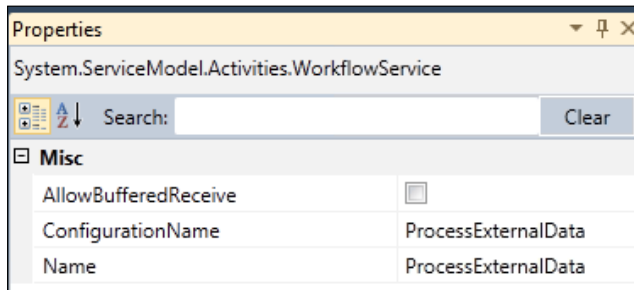 Properties
System.ServiceModel.Activities.WorkflowService
A Z Search: Clear
Misc
AllowBufferedReceive
ConfigurationName ProcessExternalData
Name ProcessExternalData